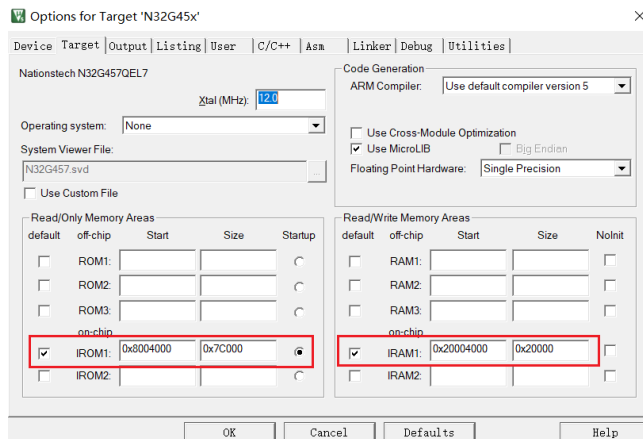 Options for Target 'N32G45x'
Device Target Output Listing User C/C++ Asm Linker Debug Utilities
Nationstech N32G457QEL7
Xtal (MHz): 12.0
Operating system: None
System Viewer File:
N32G457.svd ...
Use Custom File
Code Generation
ARM Compiler: Use default compiler version 5
Use Cross-Module Optimization
Use MicroLIB Big Endian
Floating Point Hardware: Single Precision
Read/Only Memory Areas
default off-chip Start Size Startup
ROM1:
ROM2:
ROM3:
on-chip
IROM1: 0x8004000 0x7C000
IROM2:
Read/Write Memory Areas
default off-chip Start Size NoInit
RAM1:
RAM2:
RAM3:
on-chip
IRAM1: 0x20004000 0x20000
IRAM2:
OK Cancel Defaults Help